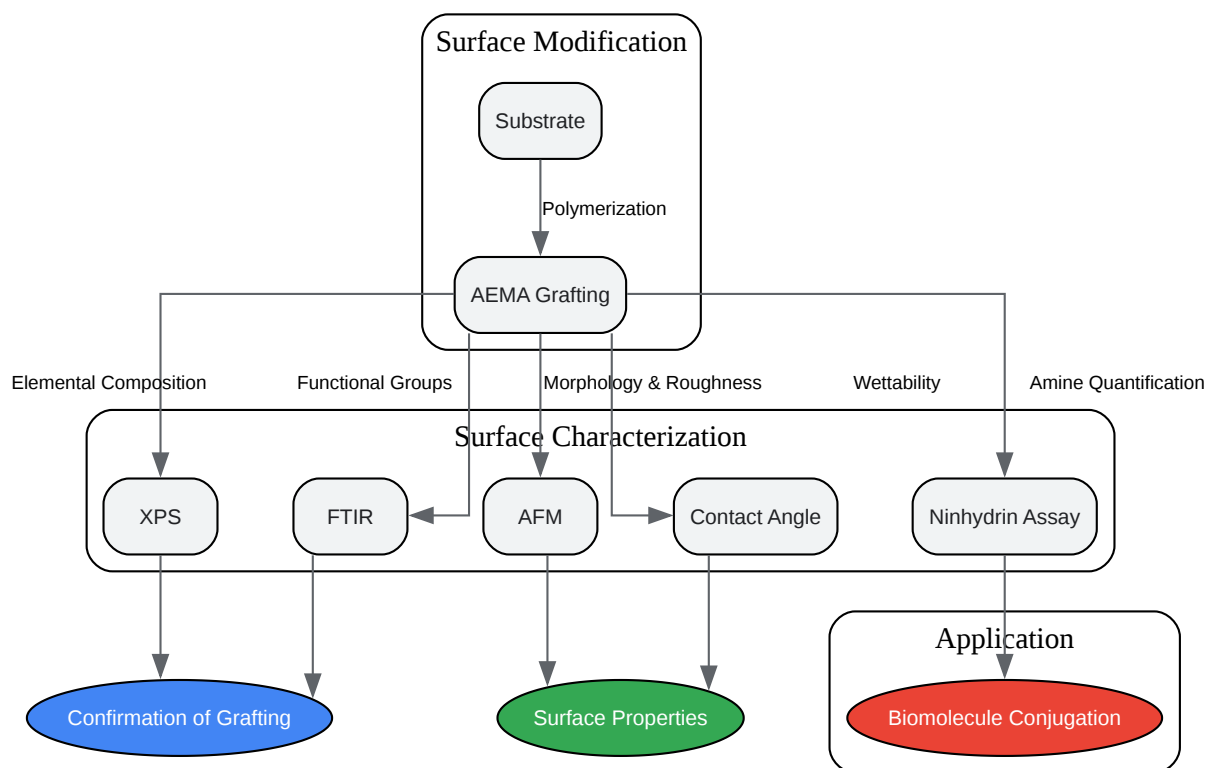 Surface Modification
Substrate
Polymerization
AEMA Grafting
Elemental Composition
Functional Groups
Morphology & Roughness
Wettability
Amine Quantification
Surface Characterization
XPS
FTIR
AFM
Contact Angle
Ninhydrin Assay
Application
Confirmation of Grafting
Surface Properties
Biomolecule Conjugation